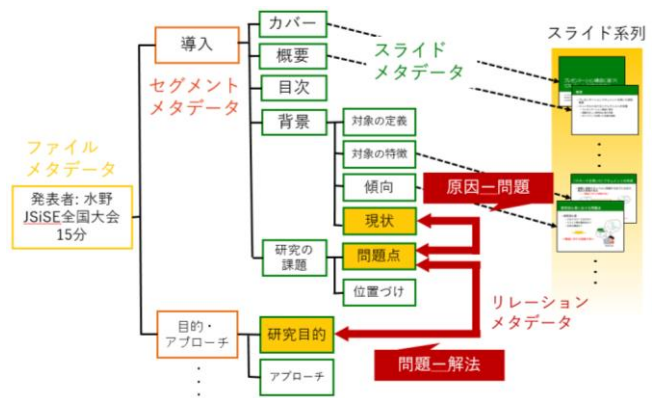 カバー
スライド系列
導入
概要
スライド
メタデータ
セグメント
メタデータ
目次
背景
対象の定義
ファイル
メタデータ
対象の特徴
傾向
原因ー問題
発表者: 水野
JSiSE全国大会
15分
現状
研究の
課題
問題点
位置づけ
リレーション
メタデータ
目的・
アプローチ
研究目的
問題ー解法
アプローチ